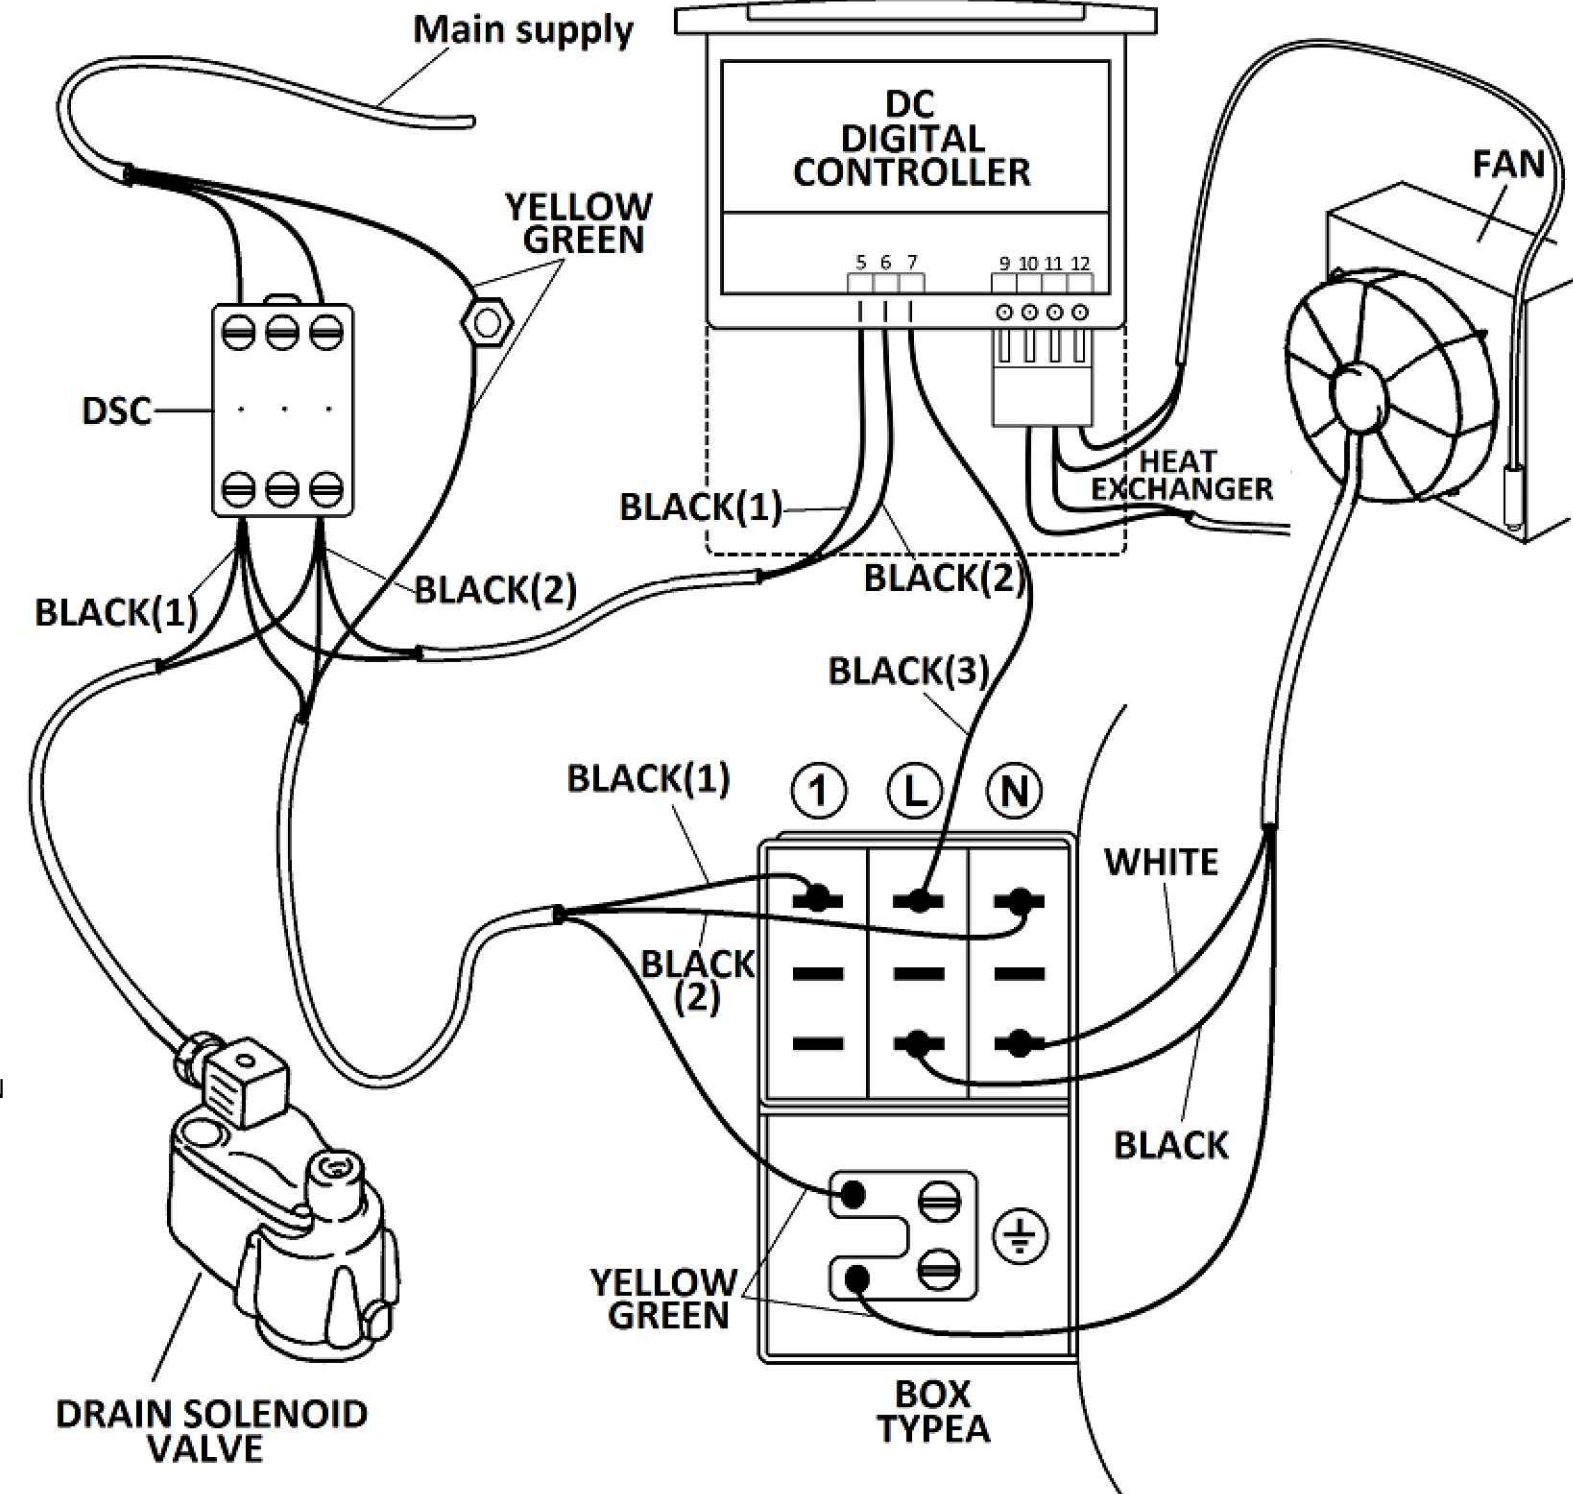 Main supply
DC
DIGITAL
CONTROLLER
FAN
YELLOW
GREEN
5 6 7
9 10 11 12
DSC
HEAT
EXCHANGER
BLACK(1)
BLACK(2)
BLACK(2)
BLACK(1)
BLACK(3)
BLACK(1)
1 L N
WHITE
BLACK
(2)
BLACK
YELLOW
GREEN
BOX
TYPEA
DRAIN SOLENOID
VALVE